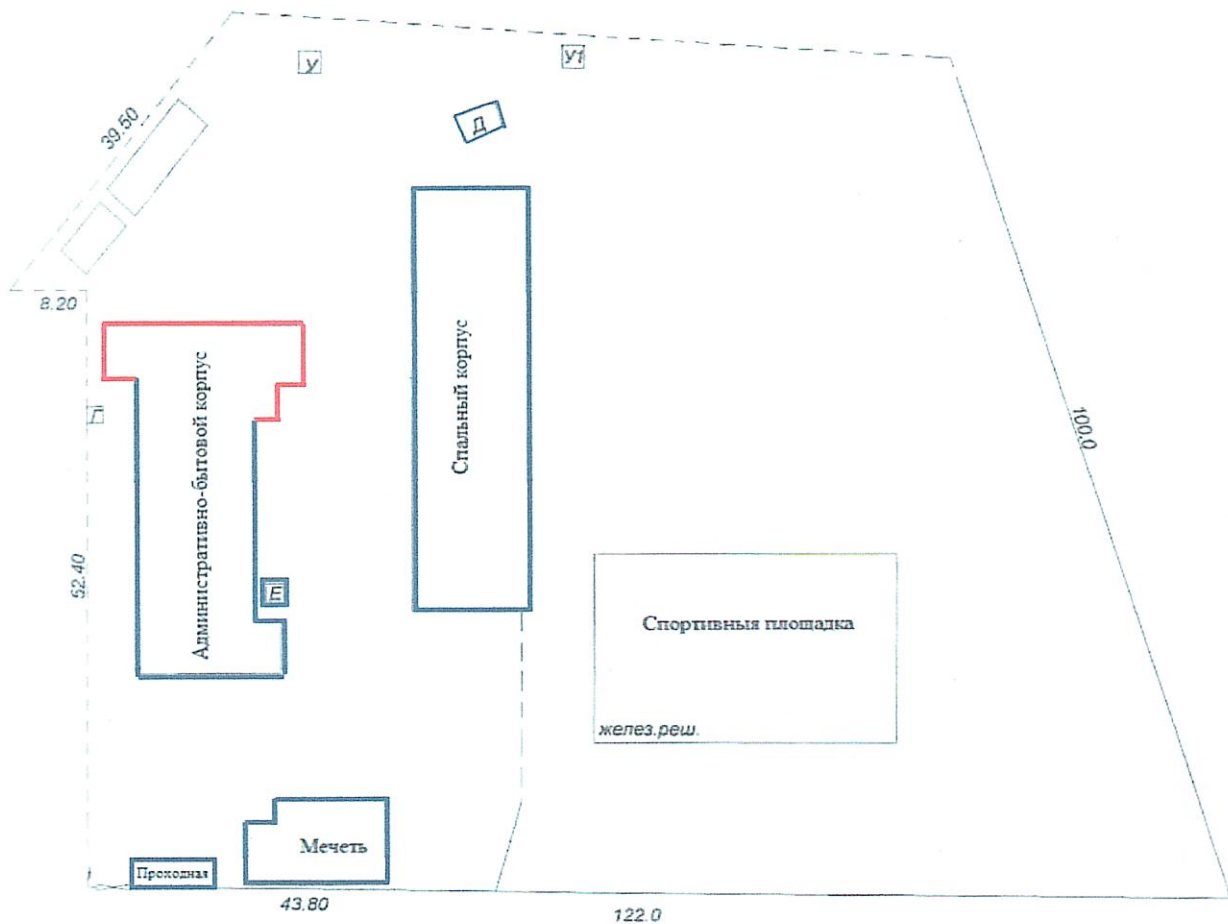 У
У1
39.50
Д
8.20
Административно-бытовой корпус
Спальный корпус
100.0
Г
52.40
Е
Спортивныя площадка
желез.реш.
Мечеть
Проходная
43.80
122.0